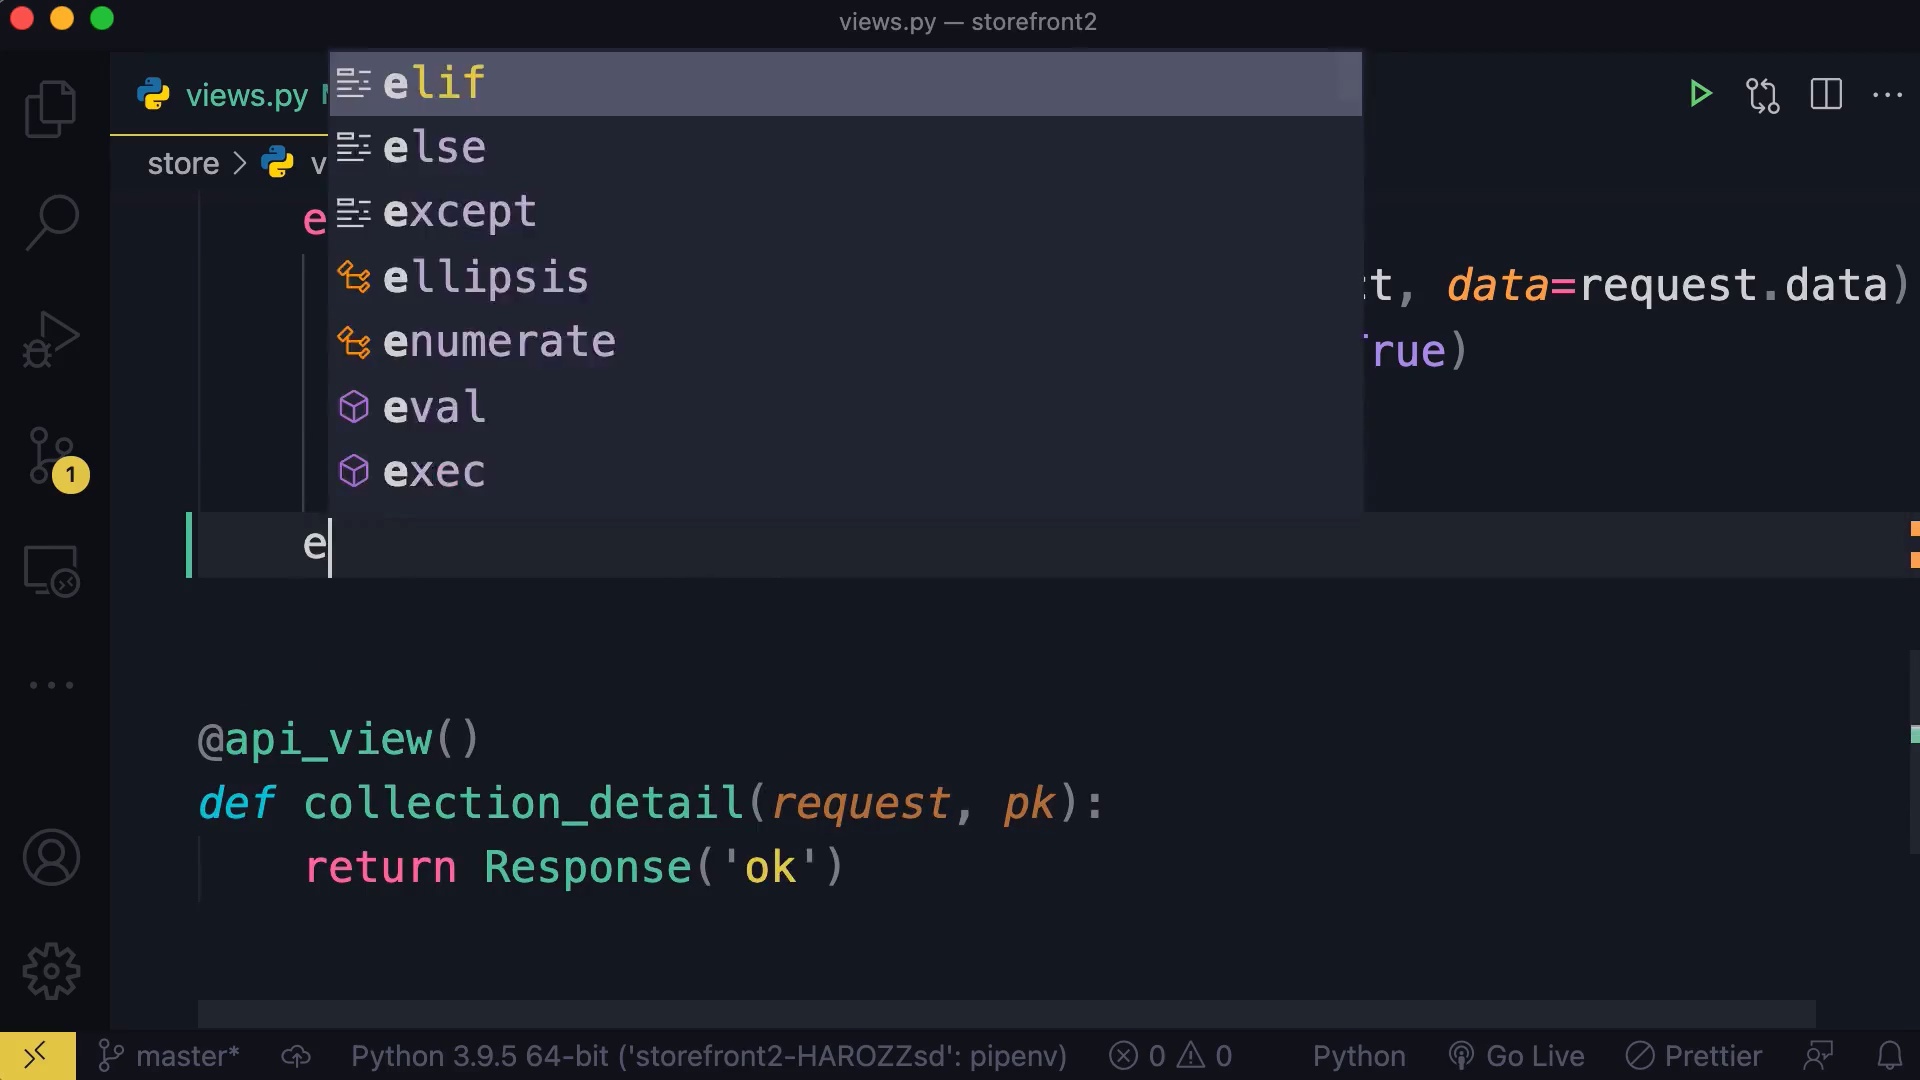 views.py — storefront2
views.py
store > v
elif
else
except
ellipsis
enumerate
eval
exec
e
t, data=request.data)
rue)
e
@api_view()
def collection_detail(request, pk):
return Response('ok')
1
master*
Python 3.9.5 64-bit ('storefront2-HAROZZsd': pipenv)
0
0
Python
Go Live
Prettier